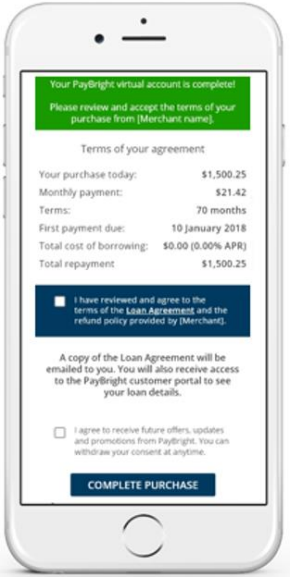 Your PayBright virtual account is complete!
Please review and accept the terms of your
purchase from [Merchant name].
Terms of your agreement
Your purchase today: $1,500.25
Monthly payment: $21.42
Terms: 70 months
First payment due: 10 January 2018
Total cost of borrowing: $0.00 (0.00% APR)
Total repayment $1,500.25
I have reviewed and agree to the
terms of the Loan Agreement and the
refund policy provided by [Merchant].
A copy of the Loan Agreement will be
emailed to you. You will also receive access
to the PayBright customer portal to see
your loan details.
I agree to receive future offers, updates
and promotions from PayBright. You can
withdraw your consent at anytime.
COMPLETE PURCHASE